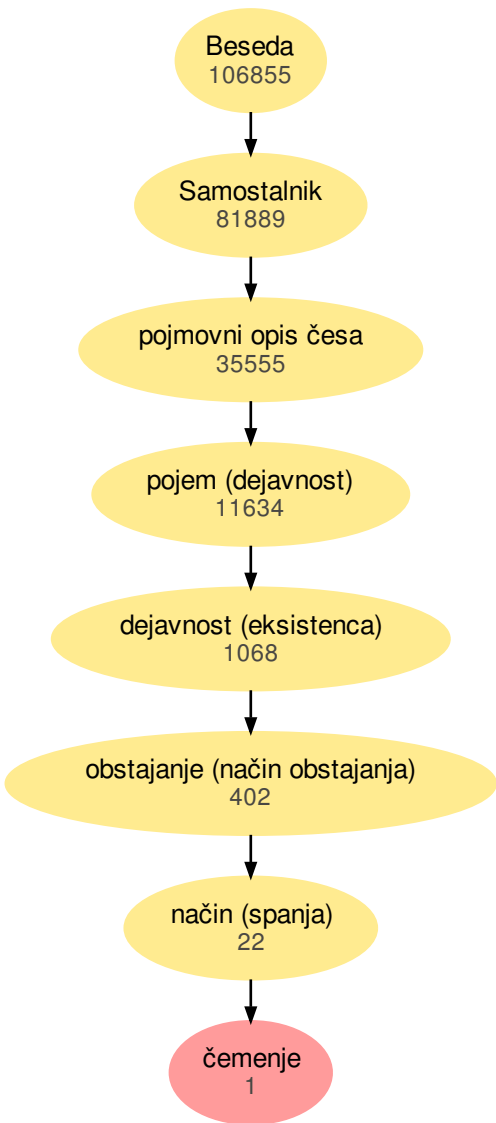 Beseda
106855
Samostalnik
81889
pojmovni opis česa
35555
pojem (dejavnost)
11634
dejavnost (eksistenca)
1068
obstajanje (način obstajanja)
402
način (spanja)
22
čemenje
1